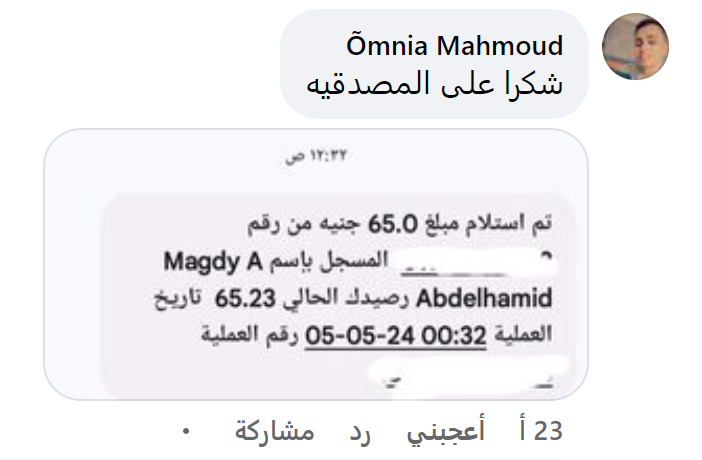 Õmnia Mahmoud
شكرا على المصدقيه
١٢:٣٢ ص
تم استلام مبلغ 65.0 جنيه من رقم
المسجل بإسم Magdy A
Abdelhamid رصيدك الحالي 65.23 تاريخ
العملية 00:32 05-05-24 رقم العملية
23 أ أعجبني رد مشاركة •